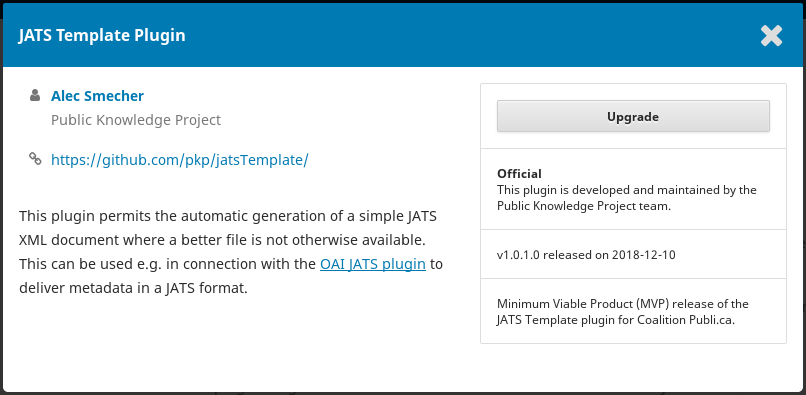 JATS Template Plugin
Alec Smecher
Public Knowledge Project
https://github.com/pkp/jatsTemplate/
This plugin permits the automatic generation of a simple JATS
XML document where a better file is not otherwise available.
This can be used e.g. in connection with the OAI JATS plugin to
deliver metadata in a JATS format.
Upgrade
Official
This plugin is developed and maintained by the
Public Knowledge Project team.
v1.0.1.0 released on 2018-12-10
Minimum Viable Product (MVP) release of the
JATS Template plugin for Coalition Publi.ca.